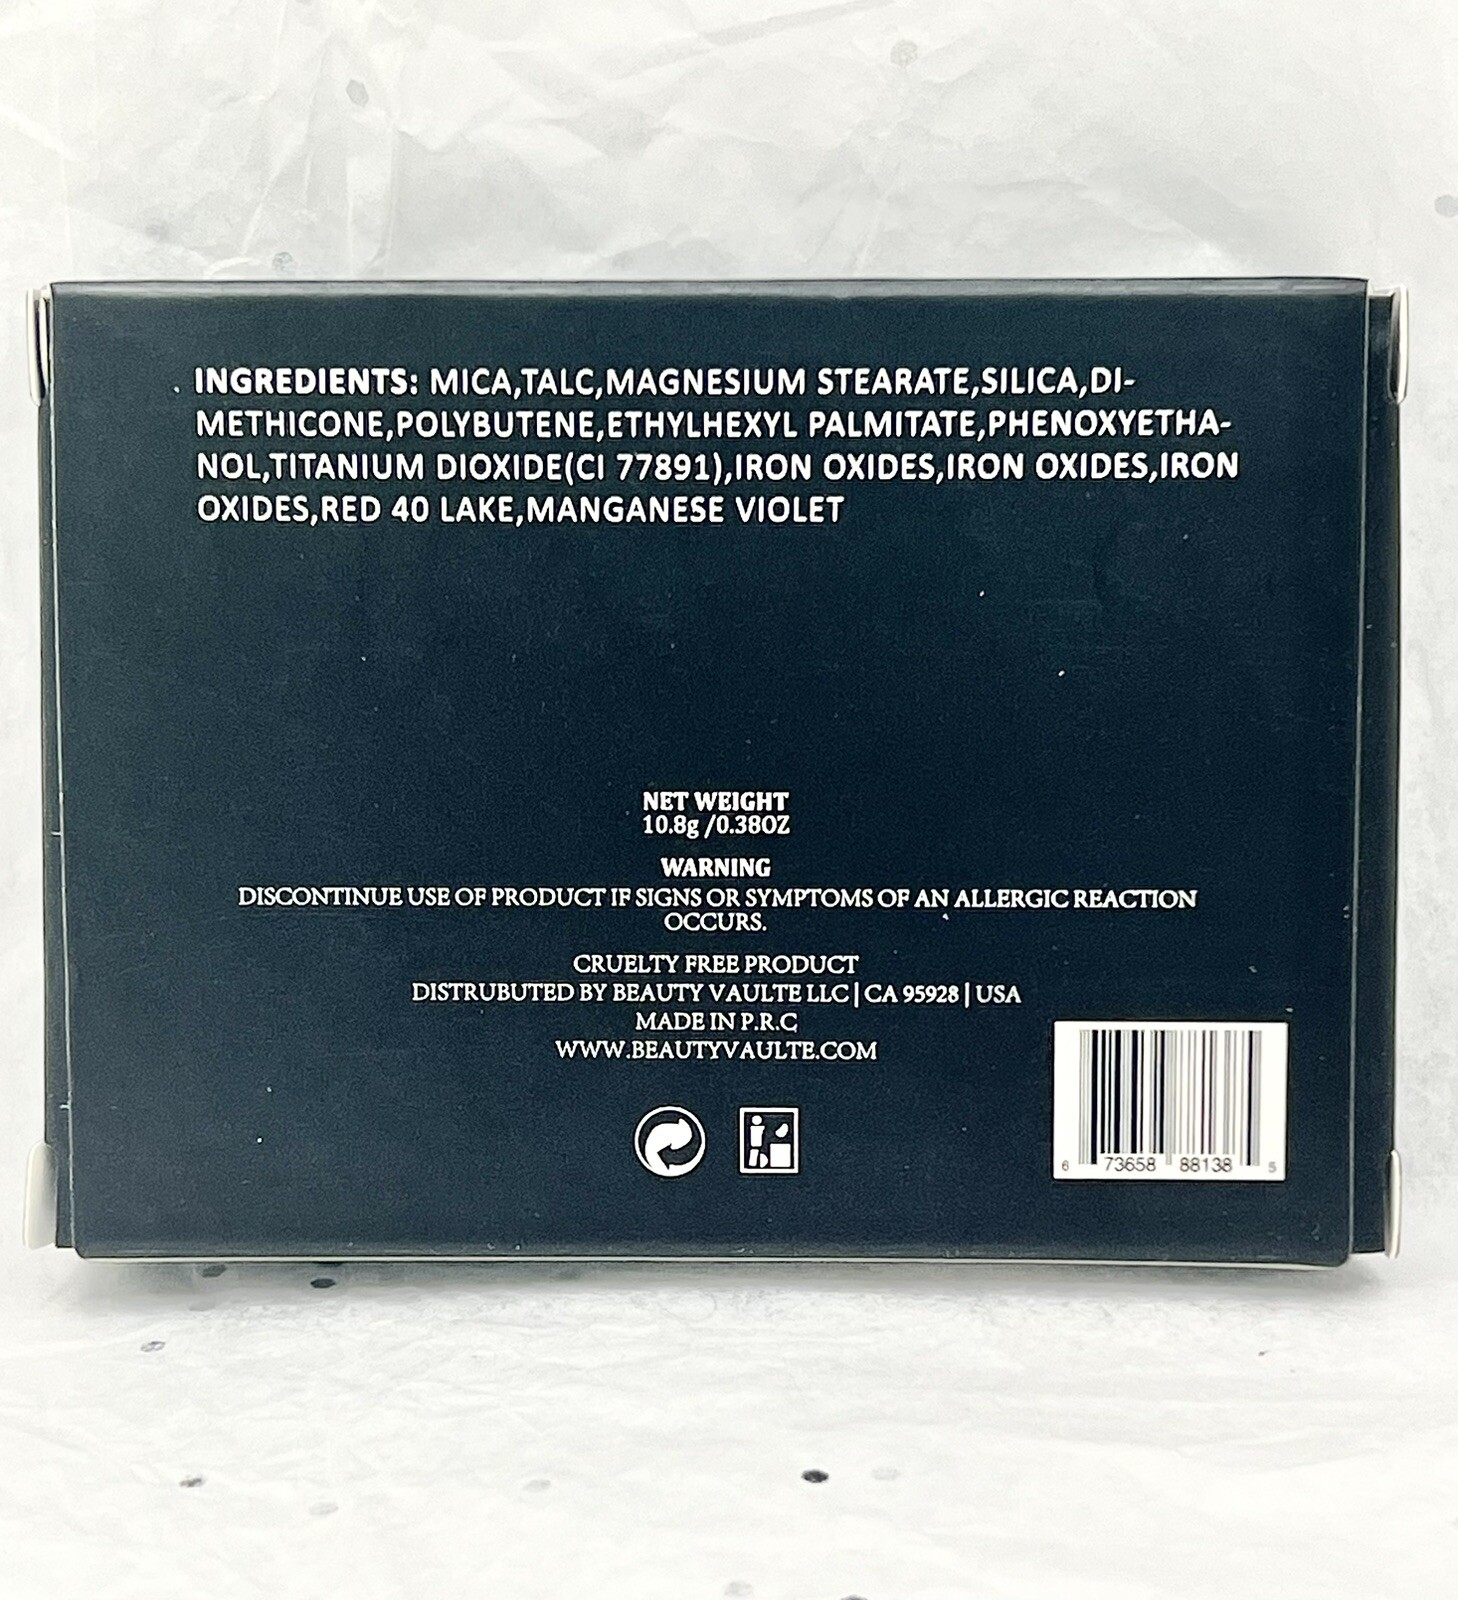 INGREDIENTS: MICA,TALC,MAGNESIUM STEARATE,SILICA,DI-
METHICONE,POLYBUTENE,ETHYLHEXYL PALMITATE,PHENOXYETHA-
NOL,TITANIUM DIOXIDE(CI 77891),IRON OXIDES,IRON OXIDES,IRON
OXIDES,RED 40 LAKE,MANGANESE VIOLET
NET WEIGHT
10.8g /0.38OZ
WARNING
DISCONTINUE USE OF PRODUCT IF SIGNS OR SYMPTOMS OF AN ALLERGIC REACTION
OCCURS.
CRUELTY FREE PRODUCT
DISTRUBUTED BY BEAUTY VAULTE LLC | CA 95928 | USA
MADE IN P.R.C
WWW.BEAUTYVAULTE.COM
6 73658 88138 5